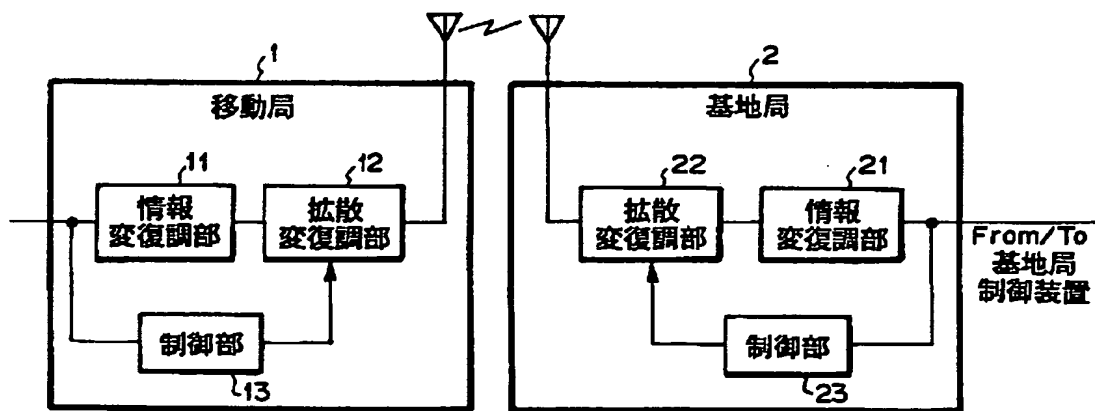 1
移動局
11
情報
変復調部
12
拡散
変復調部
制御部
13
2
基地局
22
拡散
変復調部
21
情報
変復調部
制御部
23
From/To
基地局
制御装置